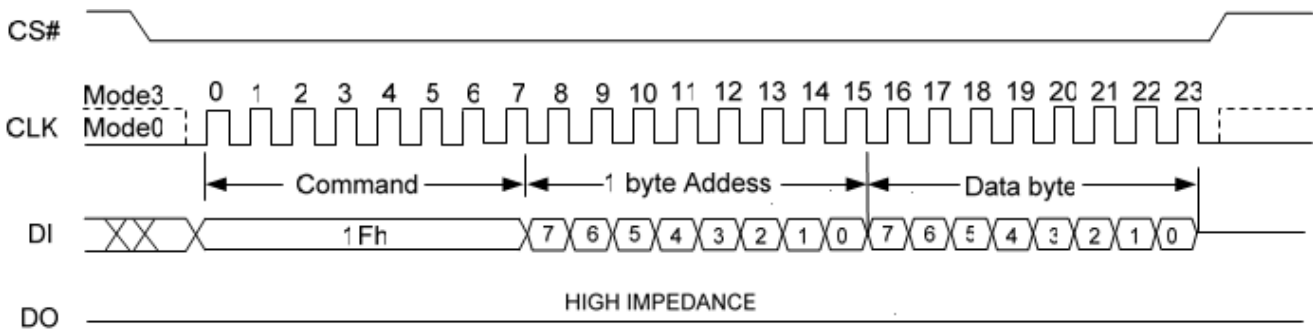 CS#
Mode3 0 1 2 3 4 5 6 7 8 9 10 11 12 13 14 15 16 17 18 19 20 21 22 23
CLK Mode0
Command 1 byte Addess Data byte
DI 1Fh 7 6 5 4 3 2 1 0 7 6 5 4 3 2 1 0
HIGH IMPEDANCE
DO